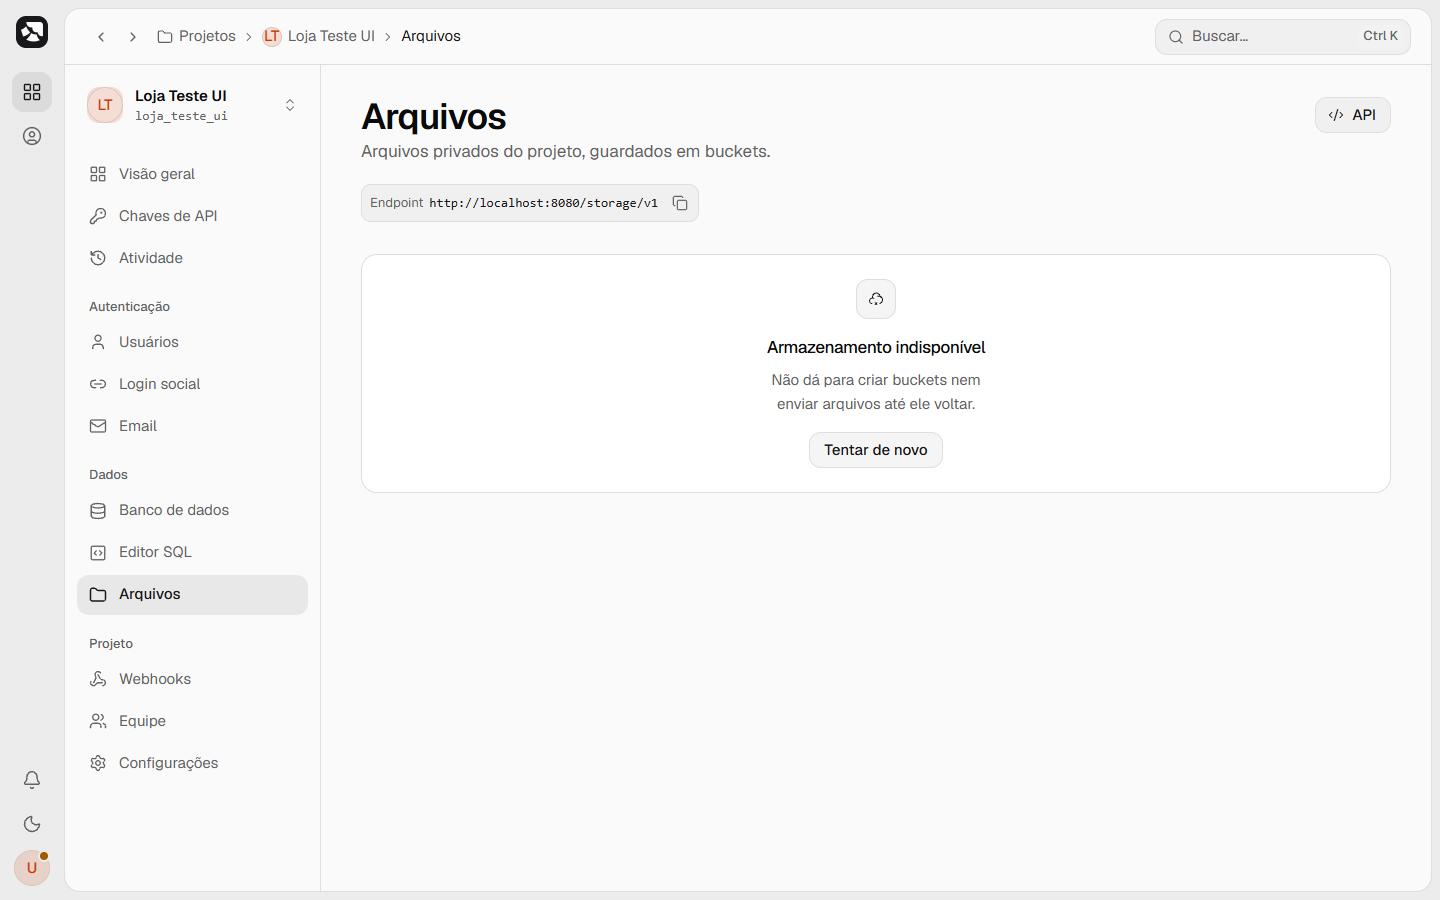 Projetos
LT Loja Teste UI
Arquivos
Buscar...
Ctrl K
LT
Loja Teste UI
loja_teste_ui
Visão geral
Chaves de API
Atividade
Autenticação
Usuários
Login social
Email
Dados
Banco de dados
Editor SQL
Arquivos
Projeto
Webhooks
Equipe
Configurações
U
Arquivos
API
Arquivos privados do projeto, guardados em buckets.
Endpoint http://localhost:8080/storage/v1
Armazenamento indisponível
Não dá para criar buckets nem
enviar arquivos até ele voltar.
Tentar de novo